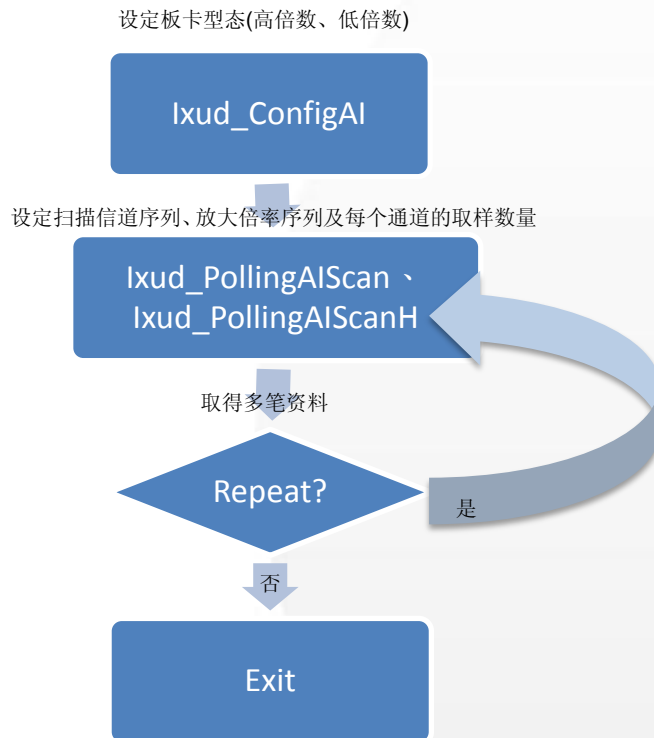 设定板卡型态(高倍数、低倍数)
Ixud_ConfigAI
设定扫描信道序列、放大倍率序列及每个通道的取样数量
Ixud_PollingAIScan、
Ixud_PollingAIScanH
取得多笔资料
Repeat?
是
否
Exit